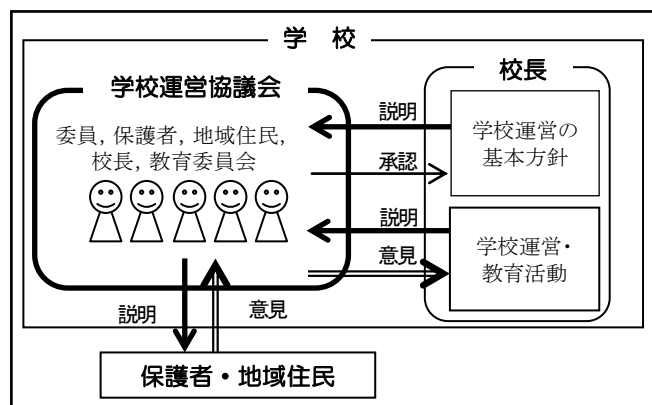 学 校
学校運営協議会
委員, 保護者, 地域住民,
校長, 教育委員会
校長
説明
学校運営の
基本方針
承認
説明
学校運営・
教育活動
意見
説明
意見
保護者・地域住民